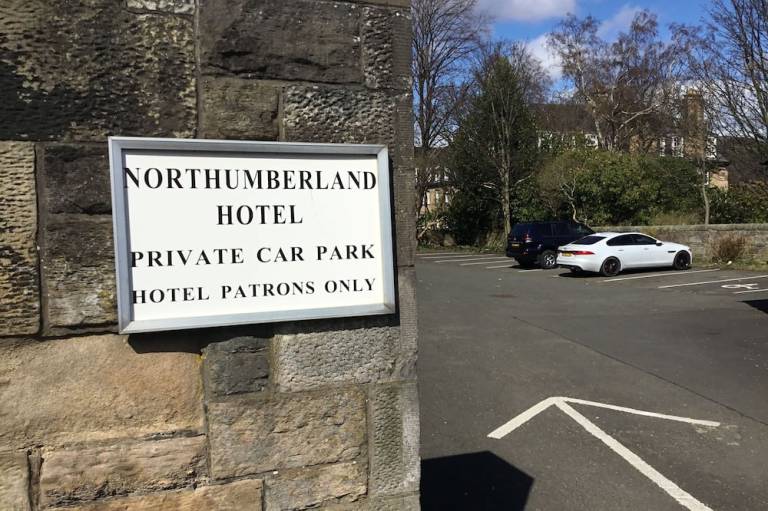 NORTHUMBERLAND
HOTEL
PRIVATE CAR PARK
HOTEL PATRONS ONLY